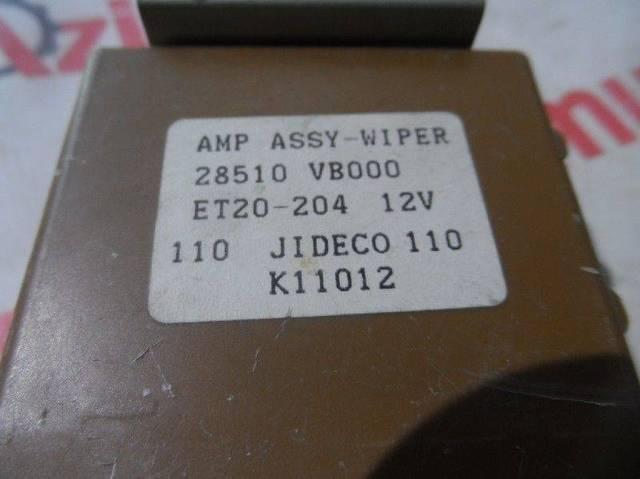 AMP ASSY-WIPER
28510 VB000
ET20-204 12V
110 JIDECO 110
K11012